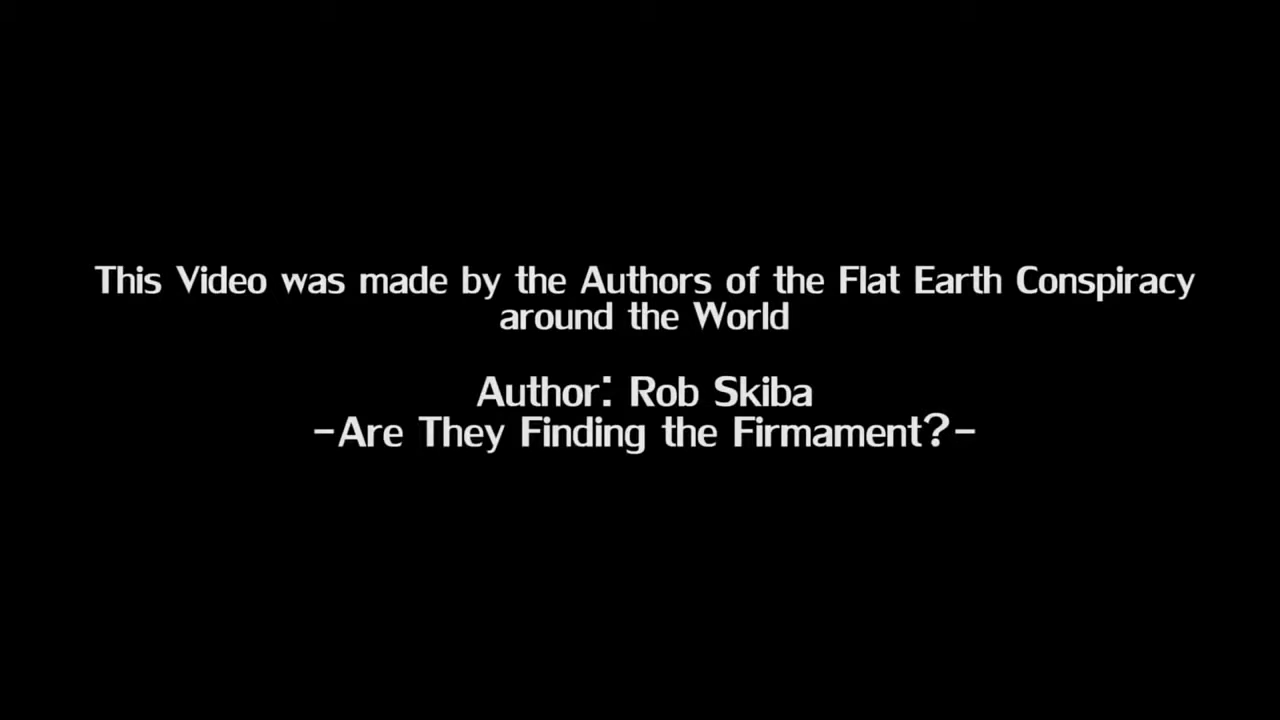 This Video was made by the Authors of the Flat Earth Conspiracy
around the World
Author: Rob Skiba
-Are They Finding the Firmament?-